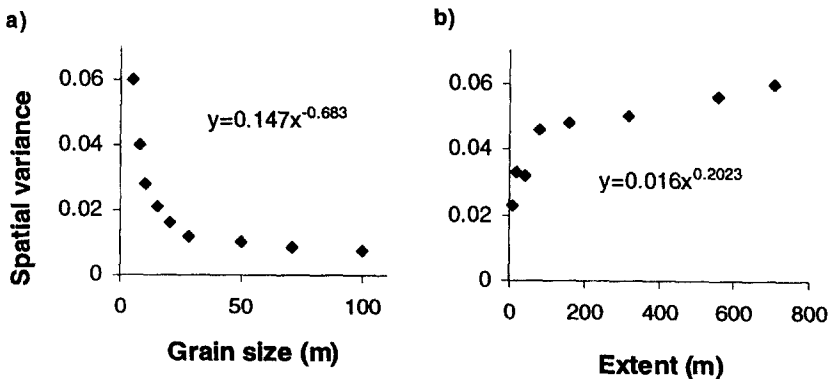 a)
Spatial variance
0.06
0.04
0.02
0
y=0.147x^-0.683
0 50 100
Grain size (m)
b)
0.06
0.04
0.02
0
y=0.016x^0.2023
0 200 400 600 800
Extent (m)